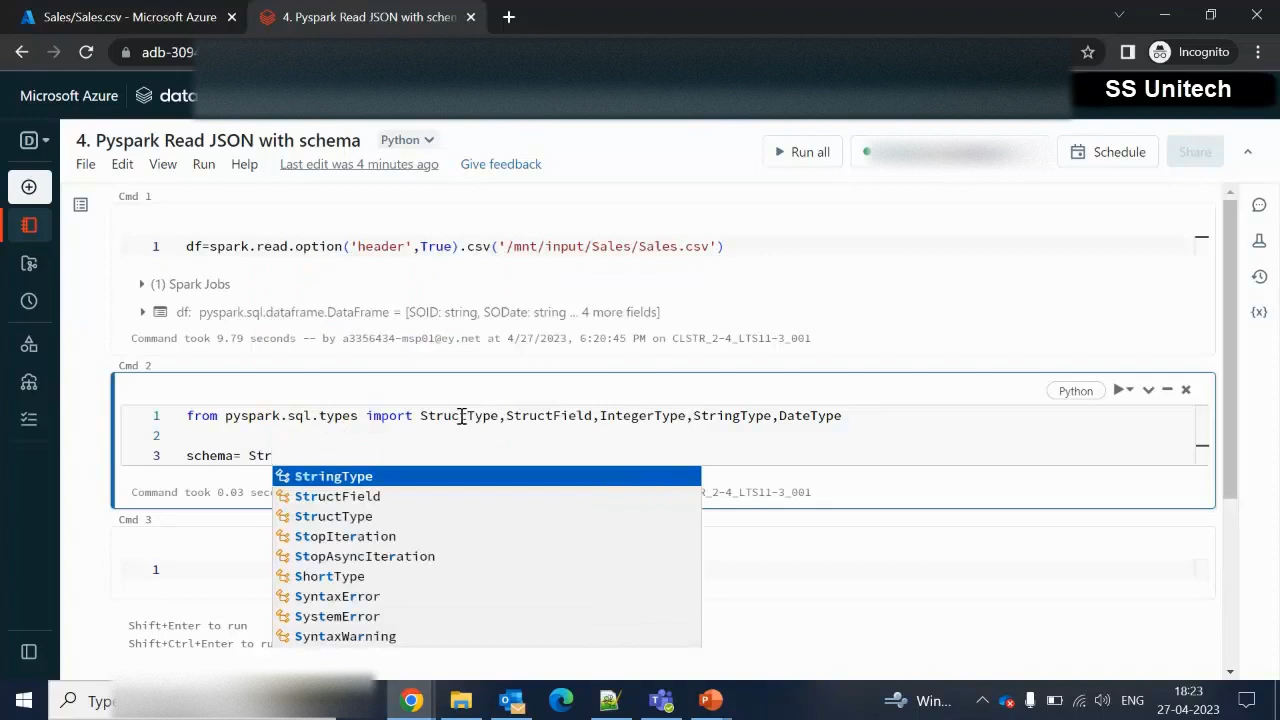 Sales/Sales.csv - Microsoft Azure
4. Pyspark Read JSON with schem
adb-3094
Incognito
SS Unitech
Microsoft Azure
data
4. Pyspark Read JSON with schema
Python
File Edit View Run Help Last edit was 4 minutes ago Give feedback
Run all
Schedule
Share
Cmd 1
1 df=spark.read.option('header',True).csv('/mnt/input/Sales/Sales.csv')
(1) Spark Jobs
df: pyspark.sql.dataframe.DataFrame = [SOID: string, SODate: string ... 4 more fields]
Command took 9.79 seconds -- by a3356434-msp01@ey.net at 4/27/2023, 6:20:45 PM on CLSTR_2-4_LTS11-3_001
Cmd 2
Python
1 from pyspark.sql.types import StructType,StructField,IntegerType,StringType,DateType
2
3 schema= Str
StringType
StructField
StructType
StopIteration
StopAsyncIteration
ShortType
SyntaxError
SystemError
SyntaxWarning
Command took 0.03 sec
R_2-4_LTS11-3_001
Cmd 3
1
Shift+Enter to run
Shift+Ctrl+Enter to ru
Type
Win...
ENG
18:23
27-04-2023